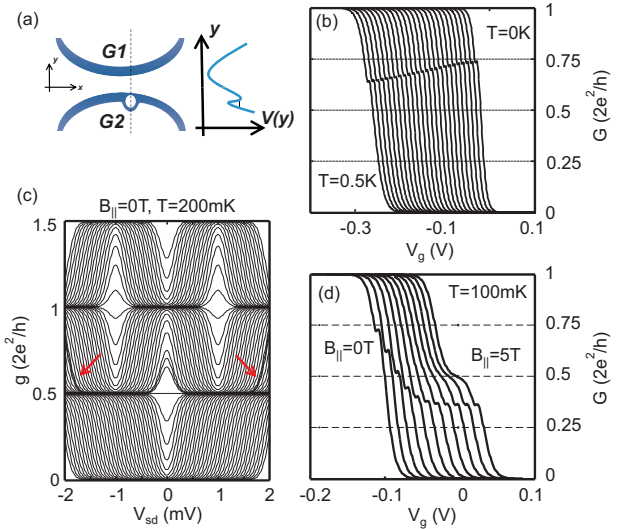 (a)
y
G1
y
x
G2
V(y)
(b)
T=0K
T=0.5K
1
0.75
0.5
0.25
0
G (2e²/h)
-0.3
-0.1
0.1
V_g (V)
(c)
B_||=0T, T=200mK
1.5
1
0.5
0
g (2e²/h)
-2
-1
0
1
2
V_sd (mV)
(d)
T=100mK
B_||=0T
B_||=5T
1
0.75
0.5
0.25
0
G (2e²/h)
-0.2
-0.1
0
0.1
V_g (V)